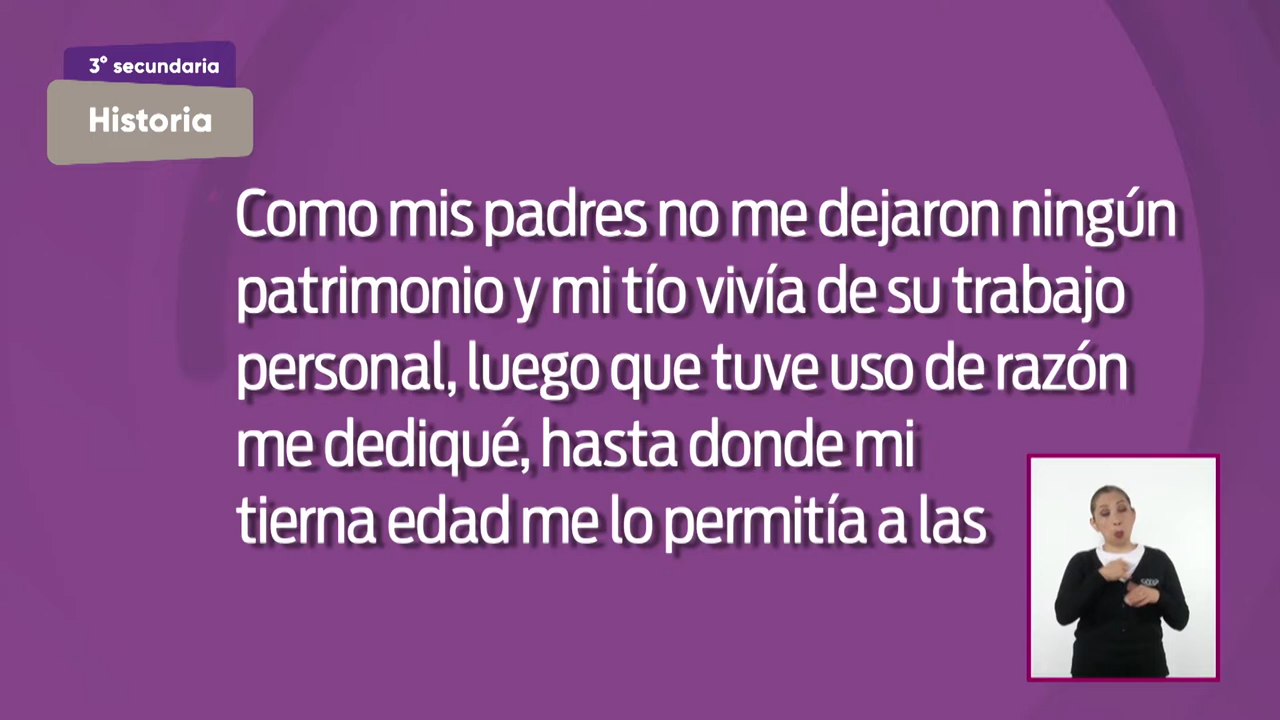 3° secundaria
Historia
Como mis padres no me dejaron ningún
patrimonio y mi tío vivía de su trabajo
personal, luego que tuve uso de razón
me dediqué, hasta donde mi
tierna edad me lo permitía a las